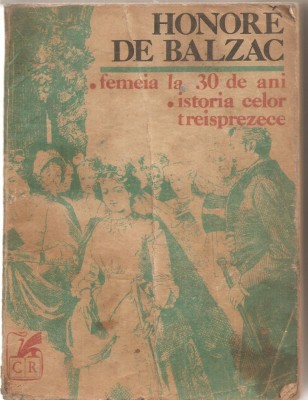 HONORÉ
DE BALZAC
.femeia la 30 de ani
.istoria celor
treisprezece
CR